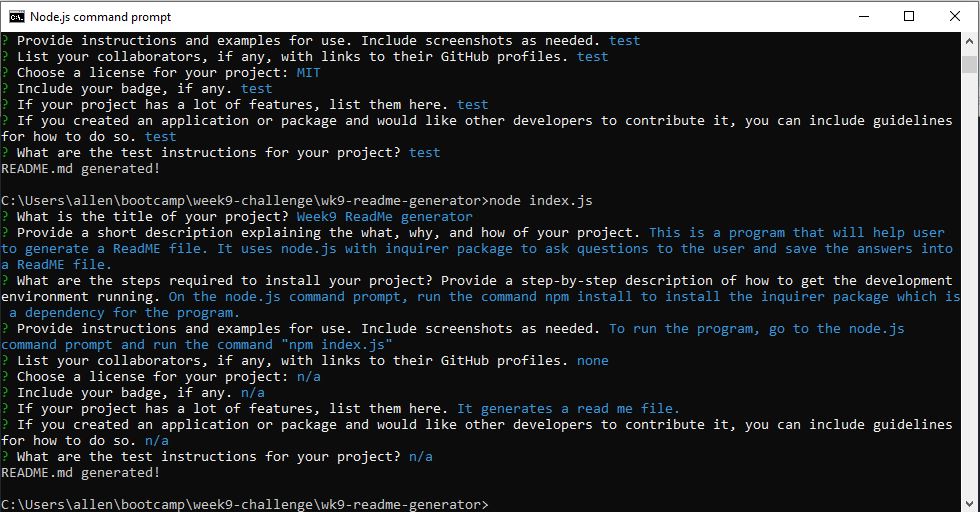 Node.js command prompt
? Provide instructions and examples for use. Include screenshots as needed. test
? List your collaborators, if any, with links to their GitHub profiles. test
? Choose a license for your project: MIT
? Include your badge, if any. test
? If your project has a lot of features, list them here. test
? If you created an application or package and would like other developers to contribute it, you can include guidelines
for how to do so. test
? What are the test instructions for your project? test
README.md generated!
C:\Users\allen\bootcamp\week9-challenge\wk9-readme-generator>node index.js
? What is the title of your project? Week9 ReadMe generator
? Provide a short description explaining the what, why, and how of your project. This is a program that will help user
to generate a ReadME file. It uses node.js with inquirer package to ask questions to the user and save the answers into
a ReadME file.
? What are the steps required to install your project? Provide a step-by-step description of how to get the development
environment running. On the node.js command prompt, run the command npm install to install the inquirer package which is
a dependency for the program.
? Provide instructions and examples for use. Include screenshots as needed. To run the program, go to the node.js
command prompt and run the command "npm index.js"
? List your collaborators, if any, with links to their GitHub profiles. none
? Choose a license for your project: n/a
? Include your badge, if any. n/a
? If your project has a lot of features, list them here. It generates a read me file.
? If you created an application or package and would like other developers to contribute it, you can include guidelines
for how to do so. n/a
? What are the test instructions for your project? n/a
README.md generated!
C:\Users\allen\bootcamp\week9-challenge\wk9-readme-generator>